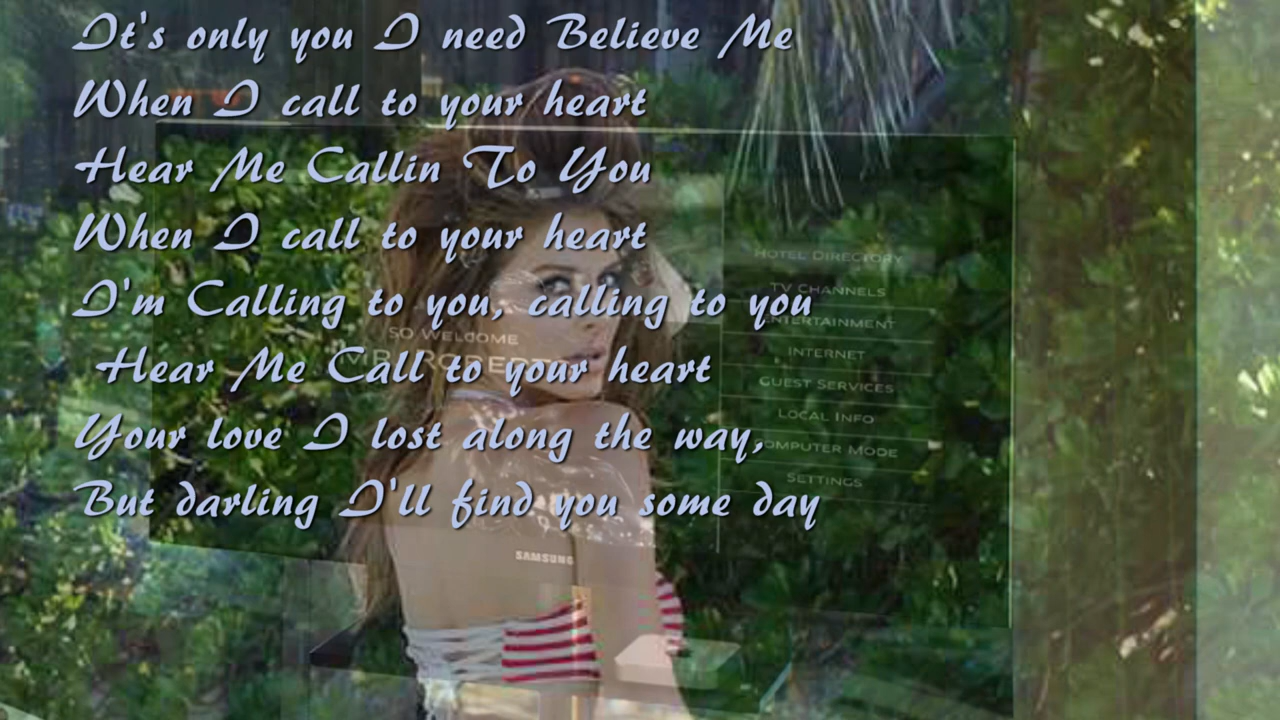 It's only you I need Believe Me
When I call to your heart
Hear Me Callin To You
When I call to your heart
I'm Calling to you, calling to you
Hear Me Call to your heart
Your love I lost along the way,
But darling I'll find you some day
SO WELCOME
MR. ROBERT
HOTEL DIRECTORY
TV CHANNELS
ENTERTAINMENT
INTERNET
GUEST SERVICES
LOCAL INFO
COMPUTER MODE
SETTINGS
SAMSUNG